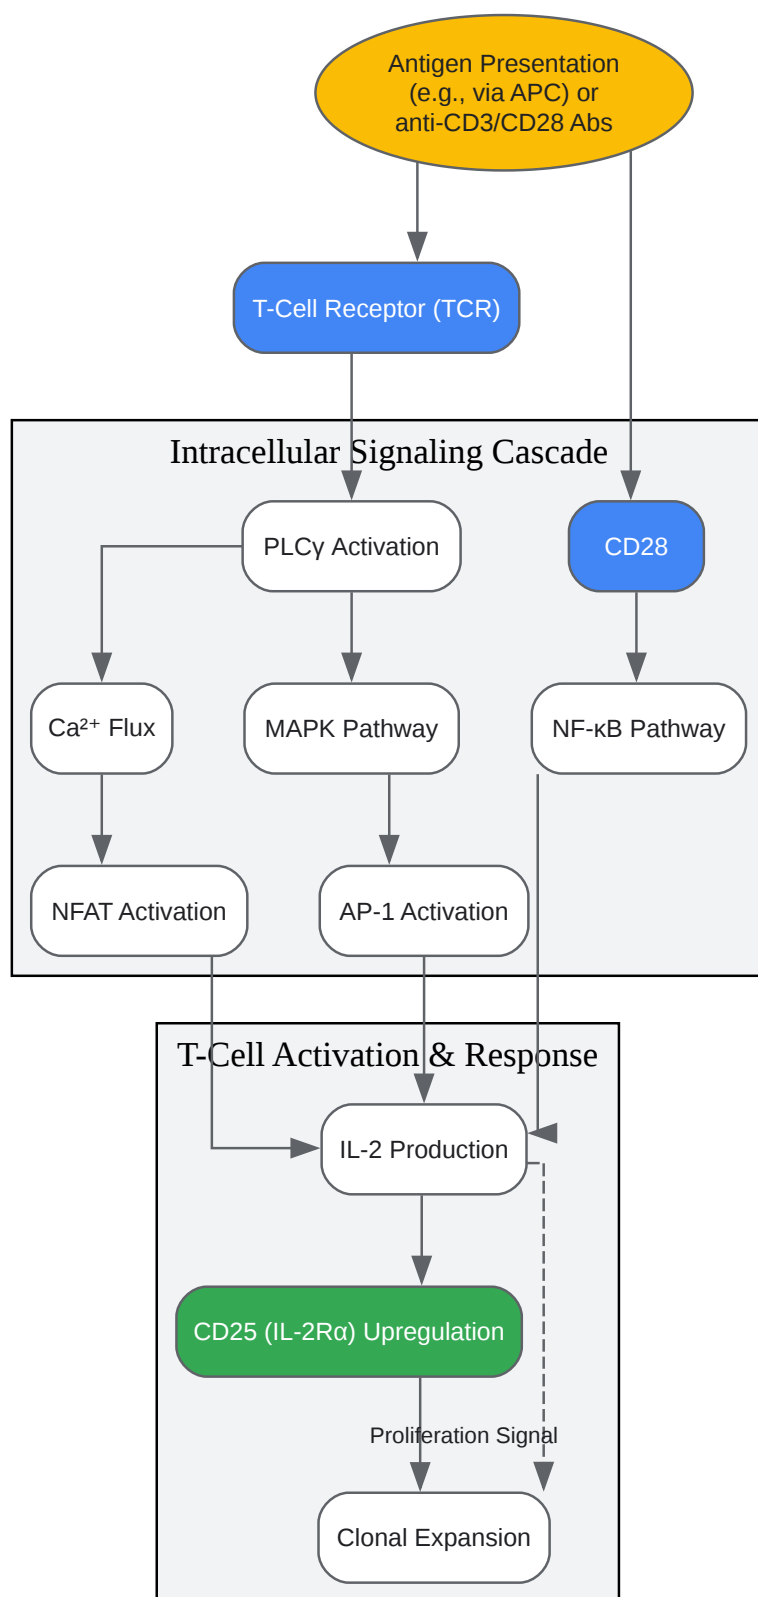 Antigen Presentation
(e.g., via APC) or
anti-CD3/CD28 Abs
T-Cell Receptor (TCR)
Intracellular Signaling Cascade
PLCγ Activation
CD28
Ca²⁺ Flux
MAPK Pathway
NF-κB Pathway
NFAT Activation
AP-1 Activation
T-Cell Activation & Response
IL-2 Production
CD25 (IL-2Rα) Upregulation
Proliferation Signal
Clonal Expansion